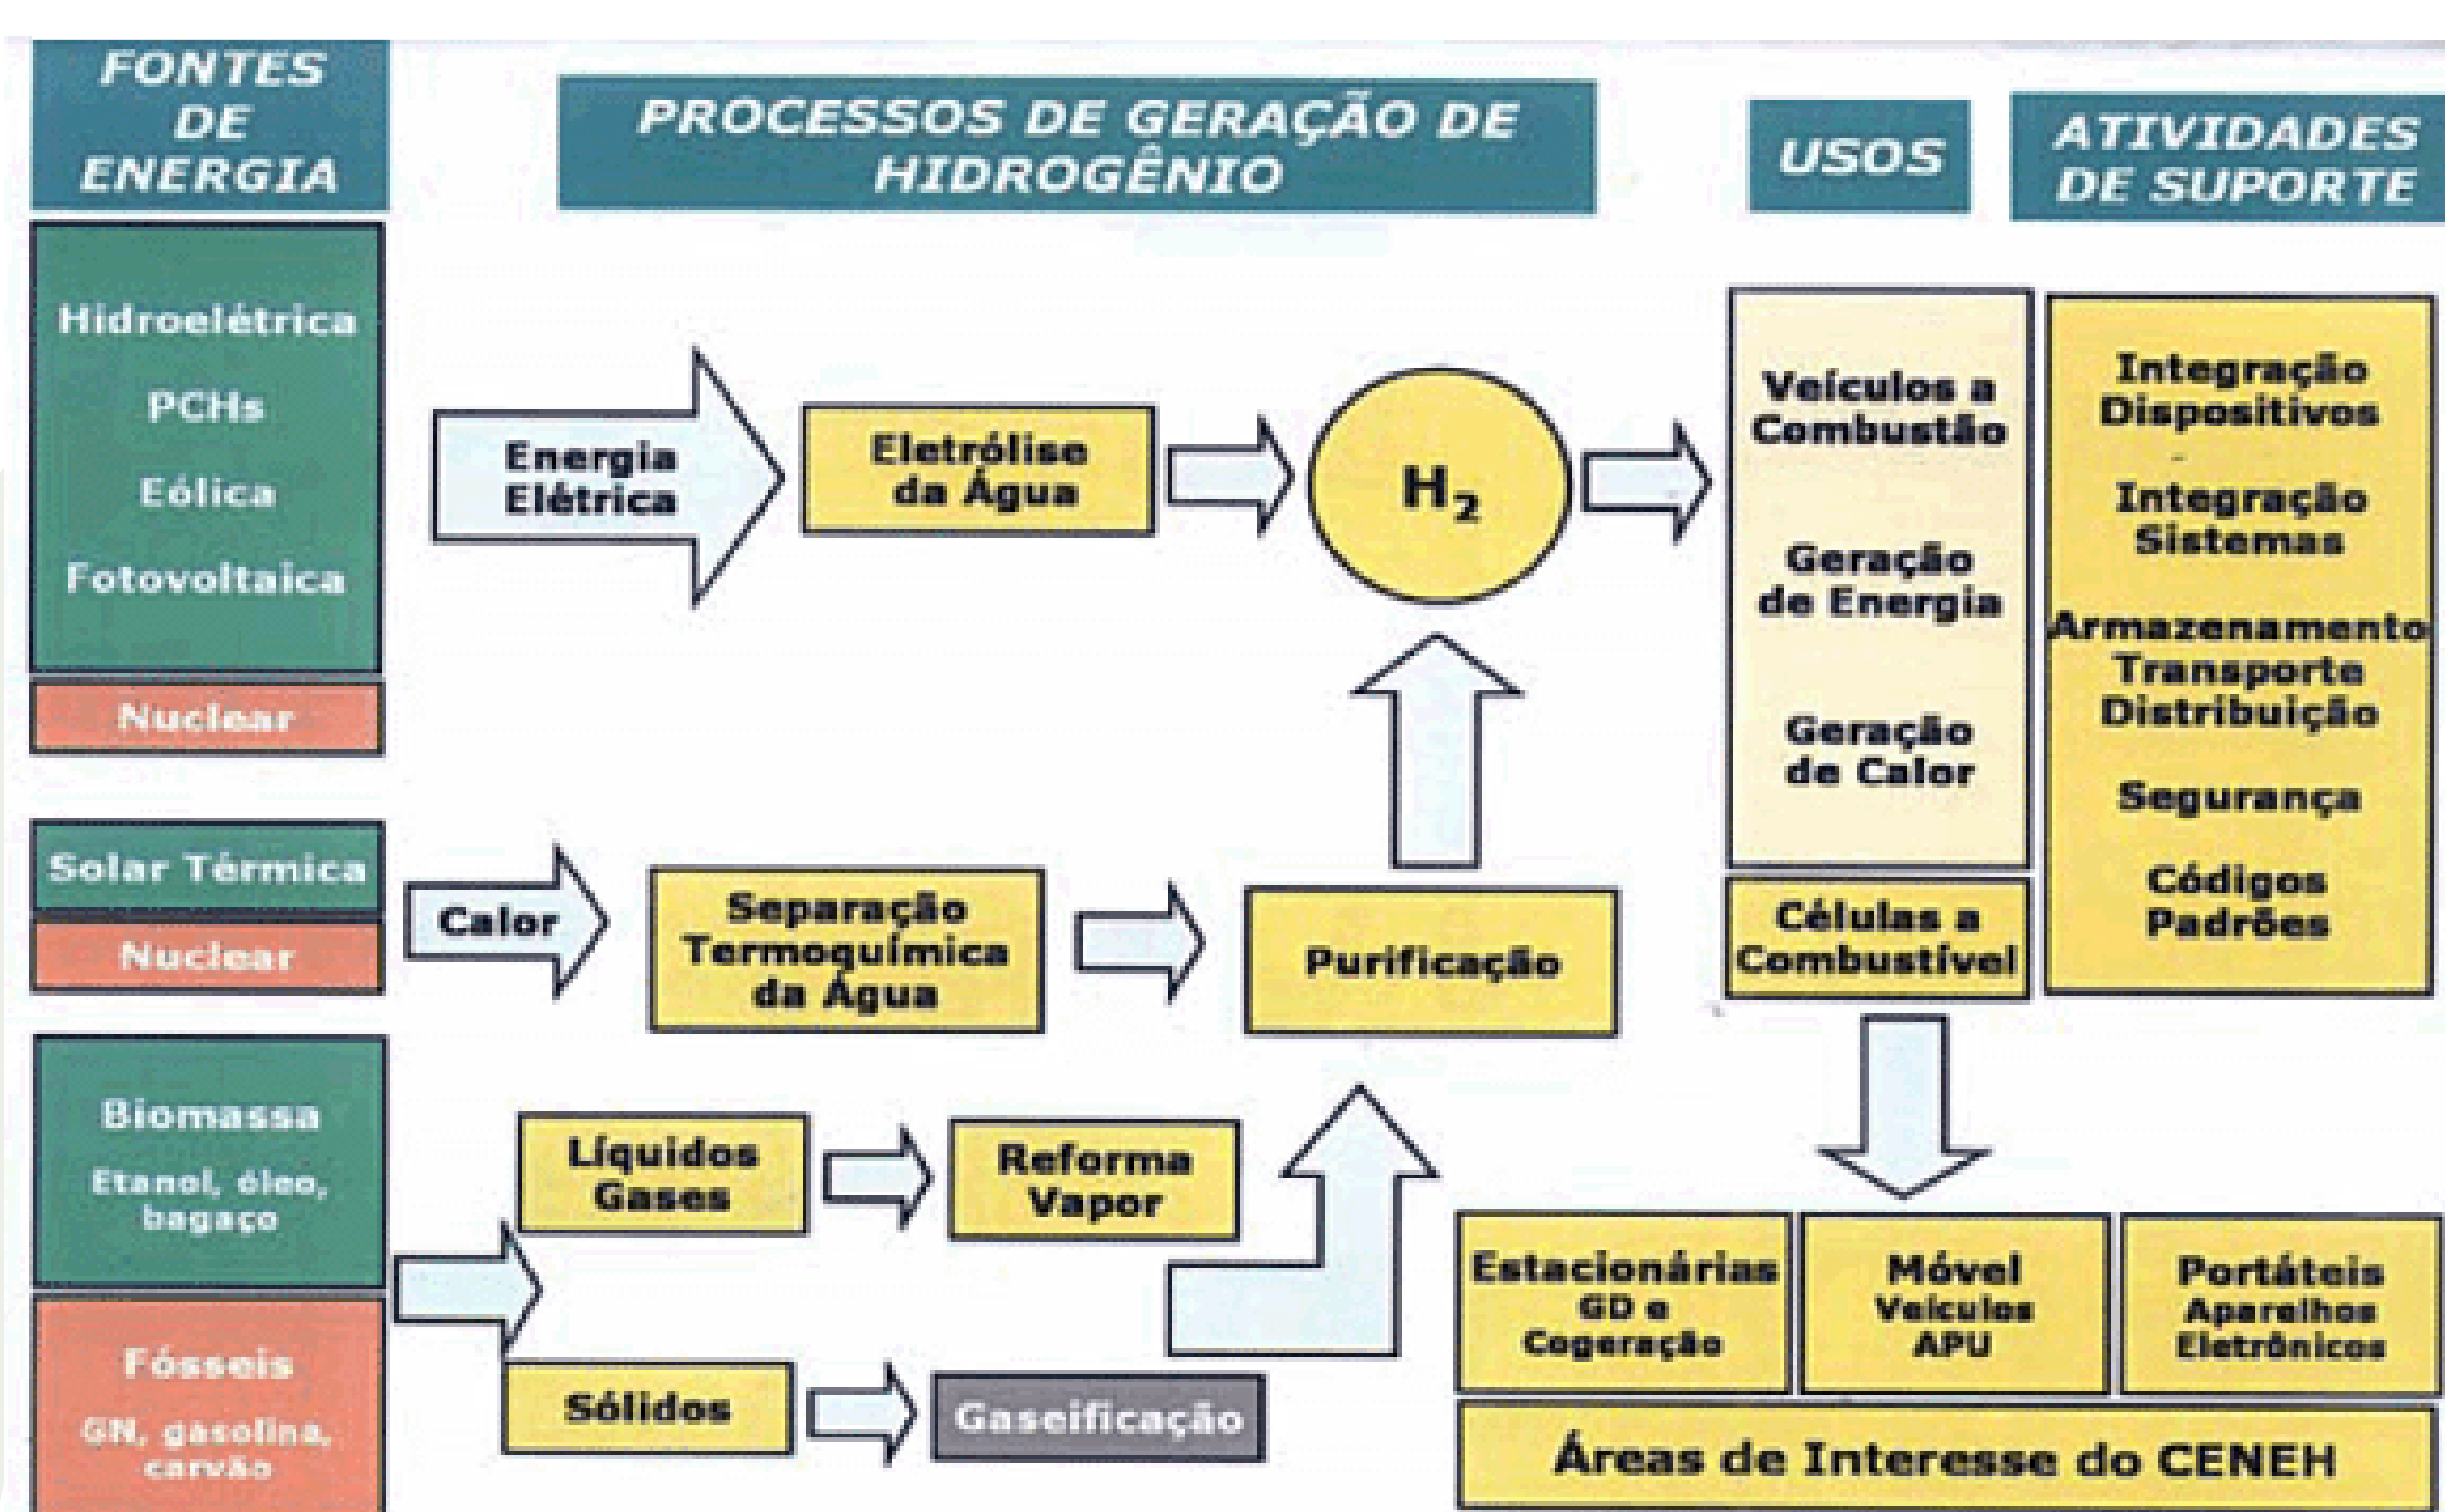 FONTES
DE
ENERGIA
PROCESSOS DE GERAÇÃO DE
HIDROGÊNIO
USOS
ATIVIDADES
DE SUPORTE
Hidroelétrica
PCHs
Eólica
Fotovoltaica
Nuclear
Energia
Elétrica
Eletrólise
da Água
H₂
Veículos a
Combustão
Geração
de Energia
Geração
de Calor
Células a
Combustível
Integração
Dispositivos
Integração
Sistemas
Armazenamento
Transporte
Distribuição
Segurança
Códigos
Padrões
Solar Térmica
Nuclear
Calor
Separação
Termoquímica
da Água
Purificação
Biomassa
Etanol, óleo,
bagaço
Fósseis
GN, gasolina,
carvão
Líquidos
Gases
Reforma
Vapor
Sólidos
Gaseificação
Estacionárias
GD e
Cogeração
Móvel
Veículos
APU
Portáteis
Aparelhos
Eletrônicos
Áreas de Interesse do CENEH